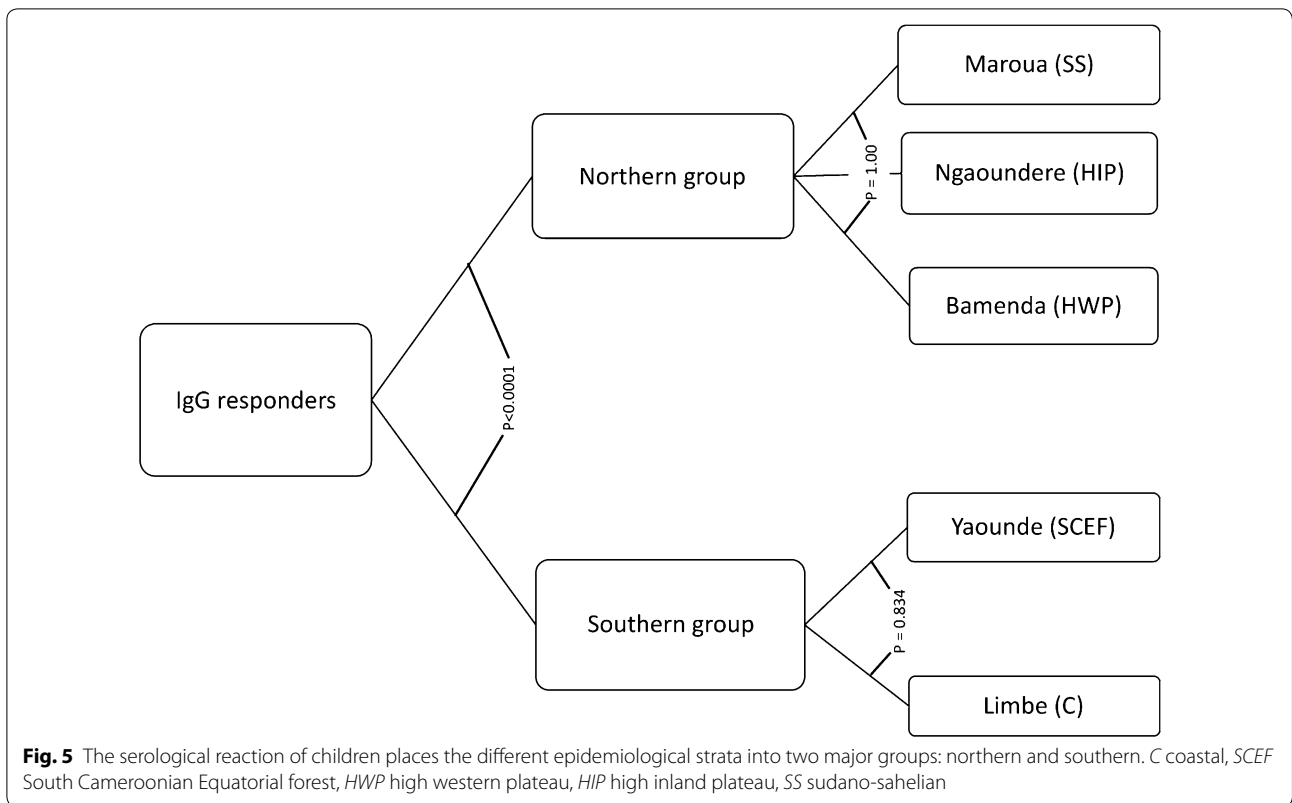 Maroua (SS)
Northern group
P = 1.00
Ngaoundere (HIP)
Bamenda (HWP)
IgG responders
P<0.0001
Yaounde (SCEF)
Southern group
P = 0.834
Limbe (C)
Fig. 5 The serological reaction of children places the different epidemiological strata into two major groups: northern and southern. C coastal, SCEF
South Cameroonian Equatorial forest, HWP high western plateau, HIP high inland plateau, SS sudano-sahelian